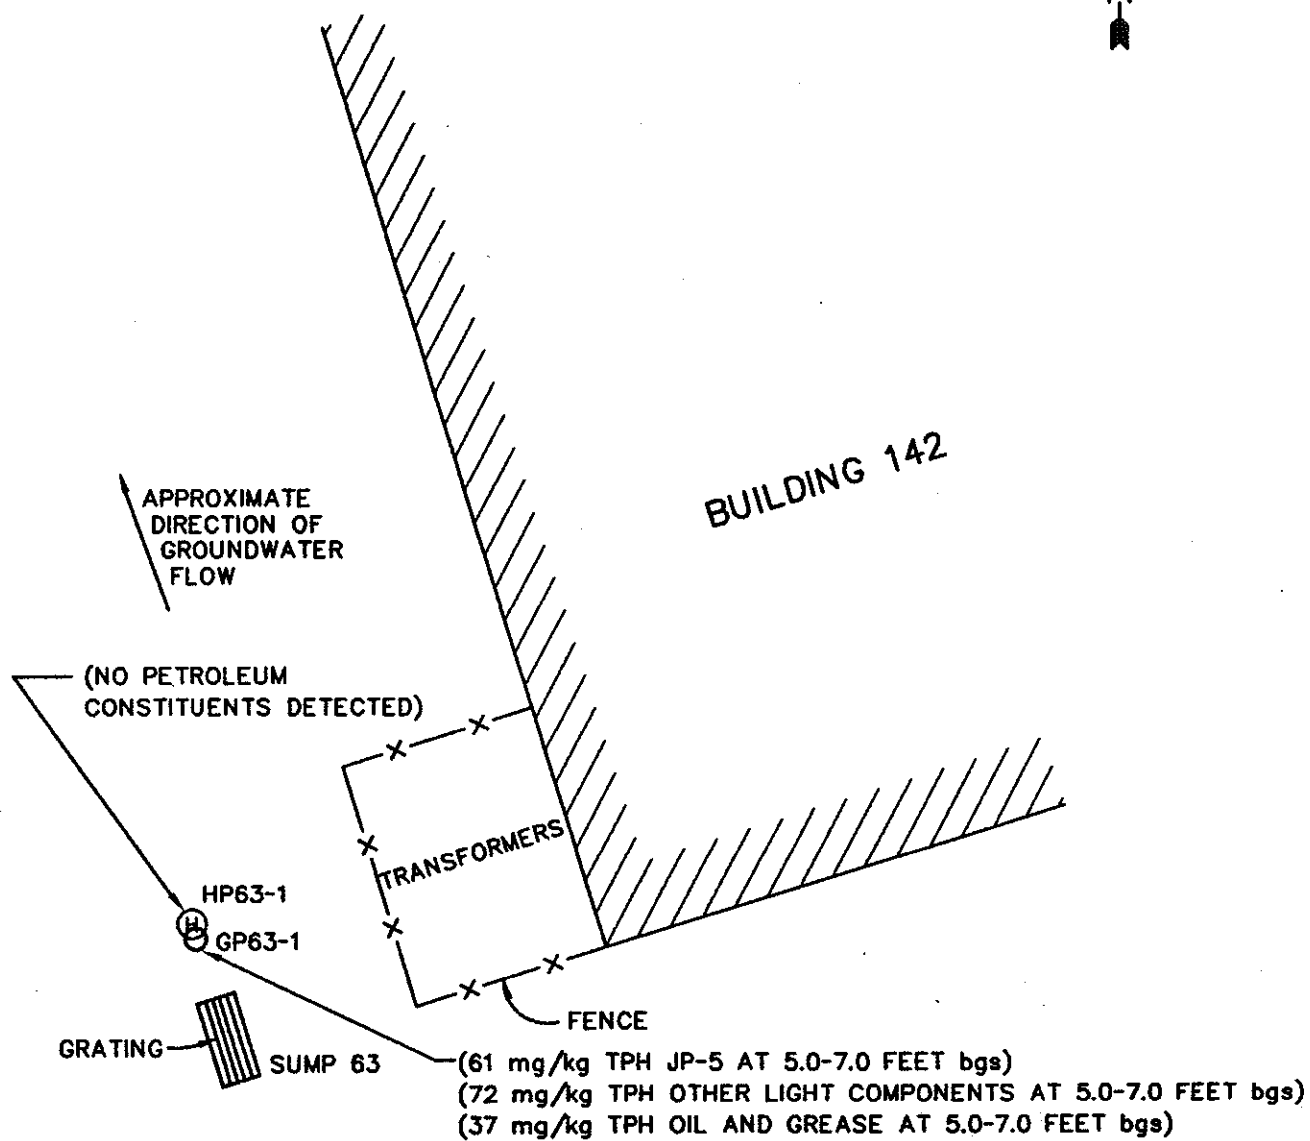 BUILDING 142
APPROXIMATE
DIRECTION OF
GROUNDWATER
FLOW
(NO PETROLEUM
CONSTITUENTS DETECTED)
TRANSFORMERS
HP63-1
H
GP63-1
FENCE
GRATING
SUMP 63
(61 mg/kg TPH JP-5 AT 5.0-7.0 FEET bgs)
(72 mg/kg TPH OTHER LIGHT COMPONENTS AT 5.0-7.0 FEET bgs)
(37 mg/kg TPH OIL AND GREASE AT 5.0-7.0 FEET bgs)